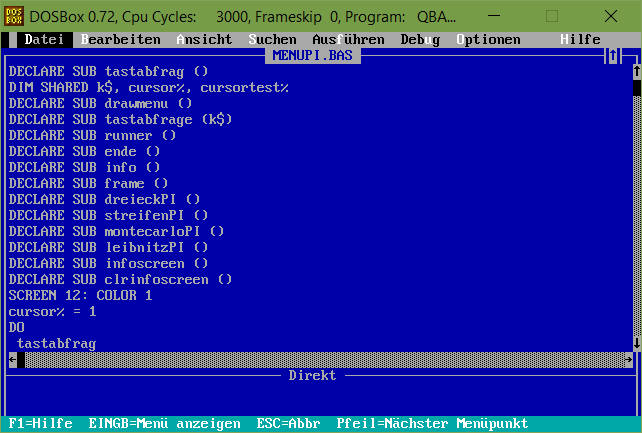 DOS BOX DOSBox 0.72, Cpu Cycles: 3000, Frameskip 0, Program: QBA...
Datei Bearbeiten Ansicht Suchen Ausführen Debug Optionen Hilfe
MENUPI.BAS
DECLARE SUB tastabfrag ()
DIM SHARED k$, cursor%, cursortest%
DECLARE SUB drawmenu ()
DECLARE SUB tastabfrage (k$)
DECLARE SUB runner ()
DECLARE SUB ende ()
DECLARE SUB info ()
DECLARE SUB frame ()
DECLARE SUB dreieckPI ()
DECLARE SUB streifenPI ()
DECLARE SUB montecarloPI ()
DECLARE SUB leibnitzPI ()
DECLARE SUB infoscreen ()
DECLARE SUB clrinfoscreen ()
SCREEN 12: COLOR 1
cursor% = 1
DO
tastabfrag
Direkt
F1=Hilfe EINGB=Menü anzeigen ESC=Abbr Pfeil=Nächster Menüpunkt